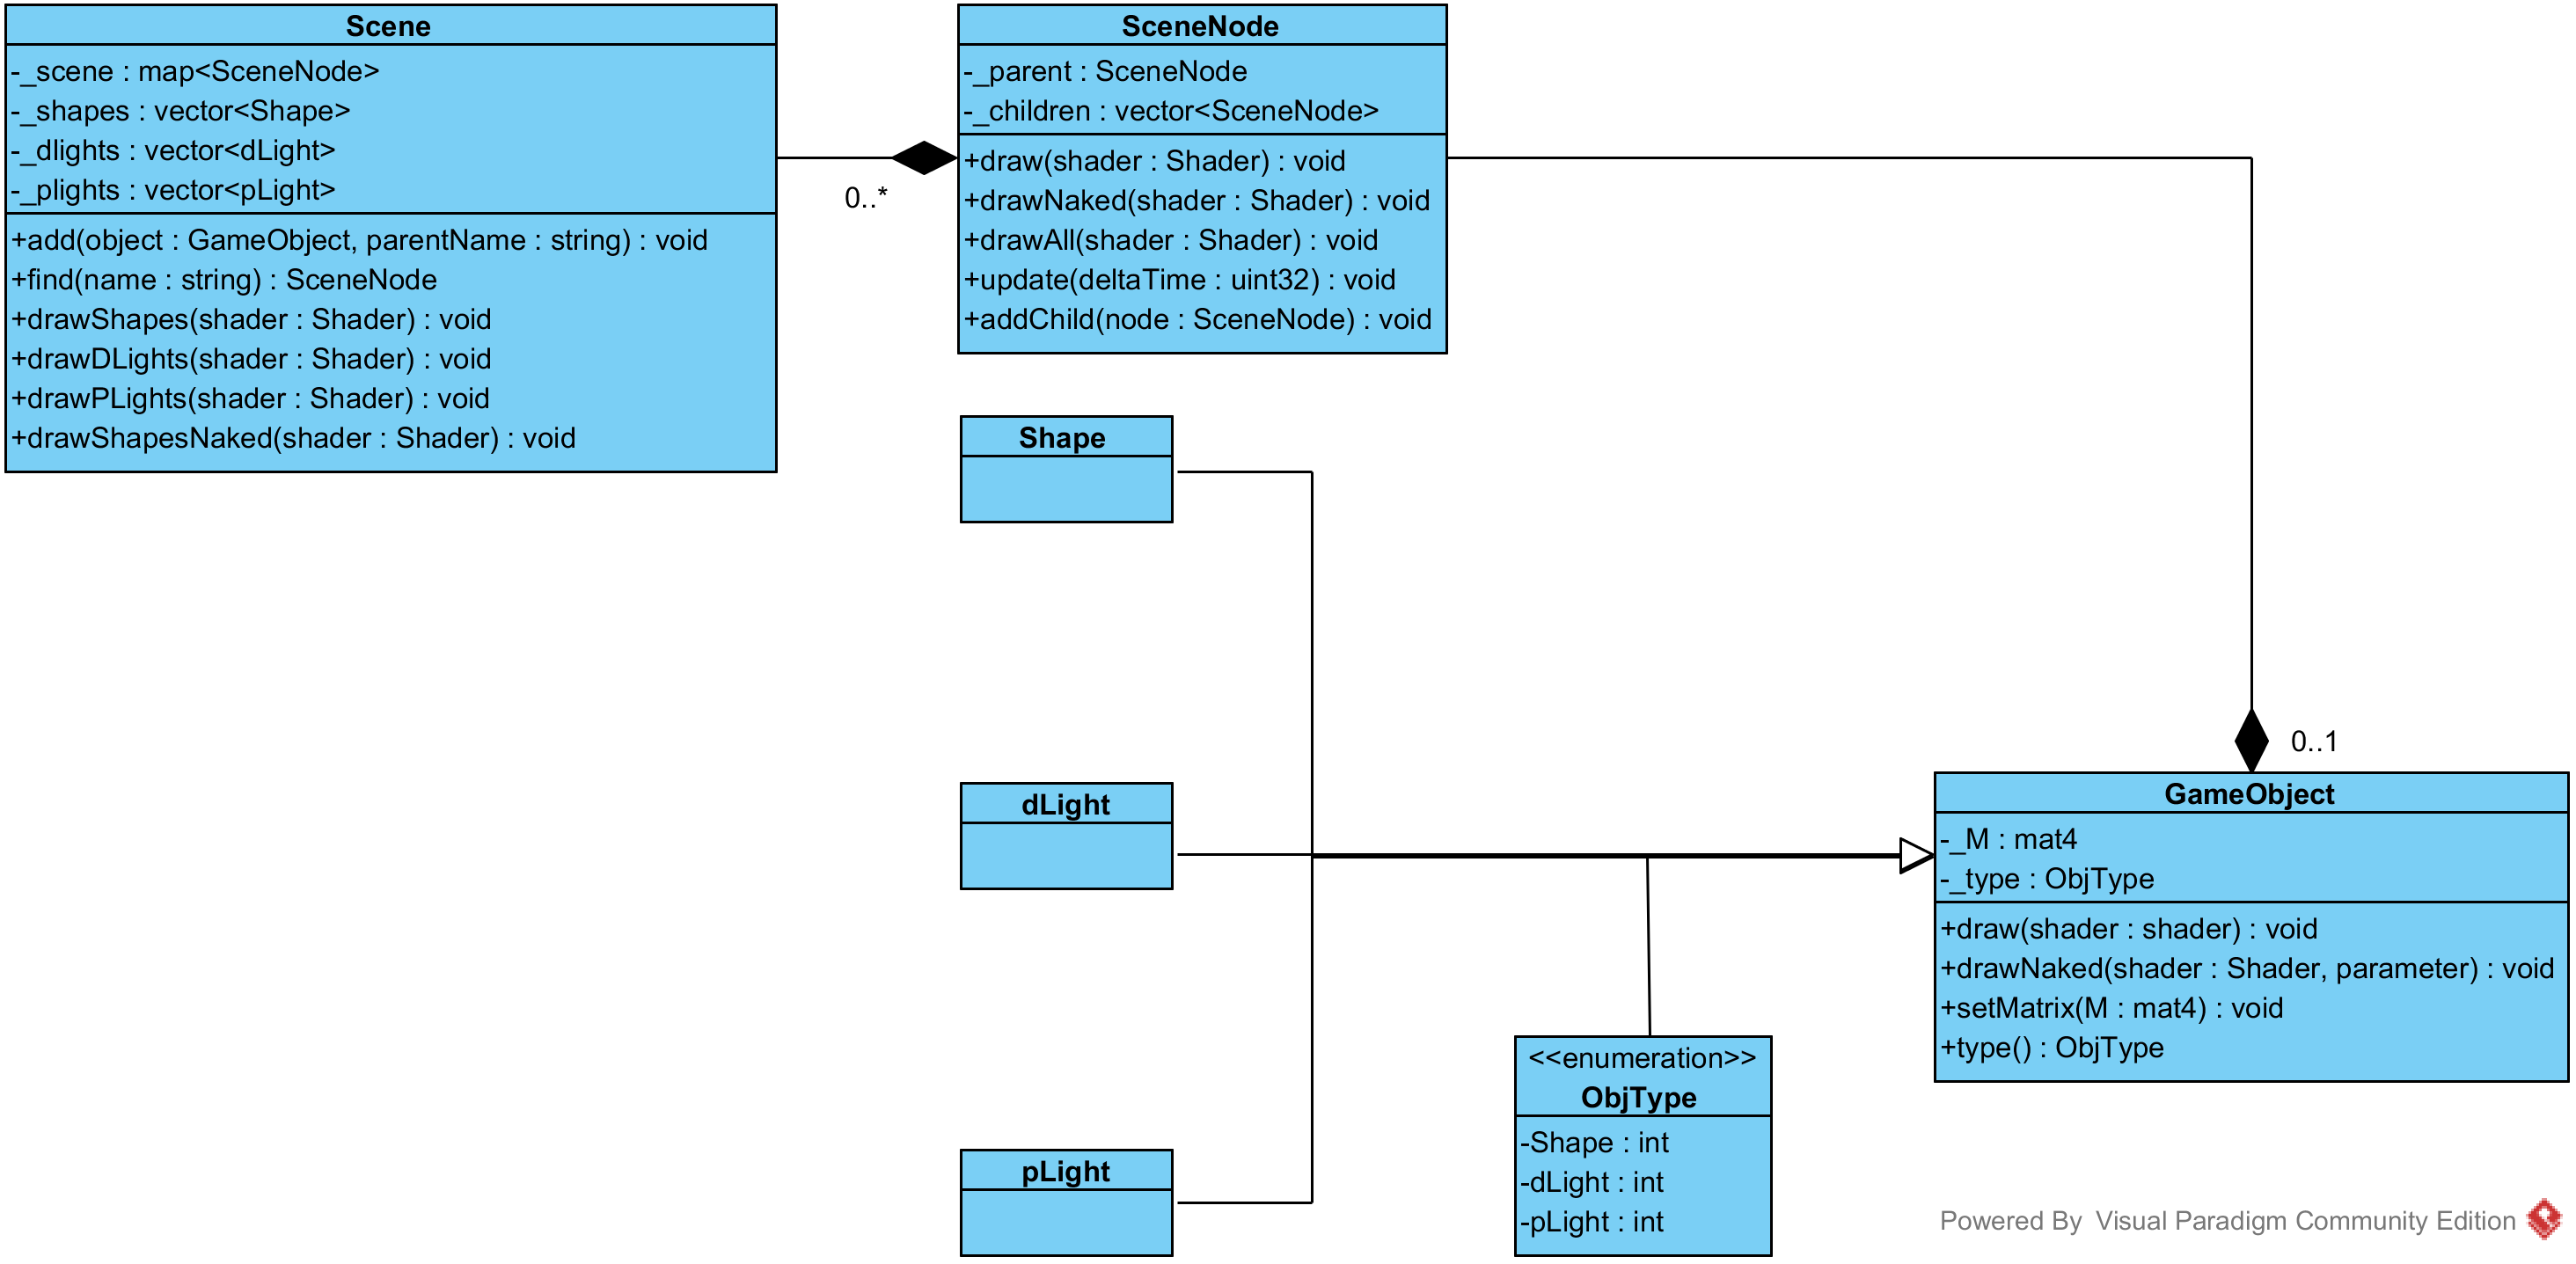 Scene
-_scene : map<SceneNode>
-_shapes : vector<Shape>
-_dlights : vector<dLight>
-_plights : vector<pLight>
+add(object : GameObject, parentName : string) : void
+find(name : string) : SceneNode
+drawShapes(shader : Shader) : void
+drawDLights(shader : Shader) : void
+drawPLights(shader : Shader) : void
+drawShapesNaked(shader : Shader) : void
0..*
SceneNode
-_parent : SceneNode
-_children : vector<SceneNode>
+draw(shader : Shader) : void
+drawNaked(shader : Shader) : void
+drawAll(shader : Shader) : void
+update(deltaTime : uint32) : void
+addChild(node : SceneNode) : void
Shape
dLight
pLight
<<enumeration>>
ObjType
-Shape : int
-dLight : int
-pLight : int
0..1
GameObject
-_M : mat4
-_type : ObjType
+draw(shader : shader) : void
+drawNaked(shader : Shader, parameter) : void
+setMatrix(M : mat4) : void
+type() : ObjType
Powered By Visual Paradigm Community Edition